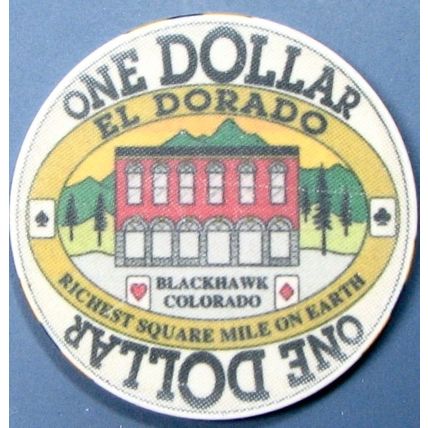 ONE DOLLAR
EL DORADO
BLACKHAWK
COLORADO
RICHEST SQUARE MILE ON EARTH
ONE DOLLAR